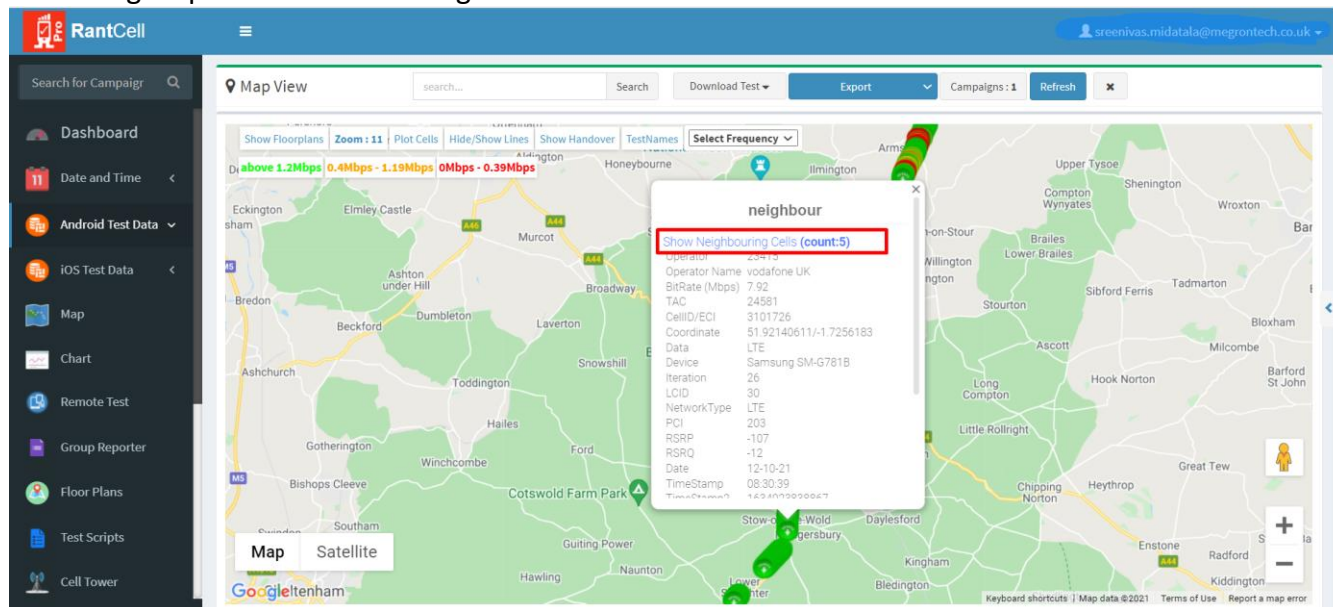 RantCell
Pro
sreenivas.midatala@megrontech.co.uk
Search for Campaigr
Map View
search...
Search
Download Test
Export
Campaigns : 1
Refresh
Dashboard
Date and Time
Android Test Data
iOS Test Data
Map
Chart
Remote Test
Group Reporter
Floor Plans
Test Scripts
Cell Tower
Show Floorplans Zoom : 11 Plot Cells Hide/Show Lines Show Handover TestNames Select Frequency
above 1.2Mbps 0.4Mbps - 1.19Mbps 0Mbps - 0.39Mbps
neighbour
Show Neighbouring Cells (count:5)
Operator 23415
Operator Name vodafone UK
BitRate (Mbps) 7.92
TAC 24581
CellID/ECI 3101726
Coordinate 51.92140611/-1.7256183
Data LTE
Device Samsung SM-G781B
Iteration 26
LCID 30
NetworkType LTE
PCI 203
RSRP -107
RSRQ -12
Date 12-10-21
TimeStamp 08:30:39
TimeStamp2 1634023838867
Honeybourne
Ilmington
Upper Tysoe
Shenington
Compton Wynyates
Wroxton
Eckington
Elmley Castle
A46
A44
Murcot
Brailes
Lower Brailes
Ashton under Hill
A44
Broadway
Sibford Ferris
Tadmarton
Bredon
Stourton
Bloxham
Beckford
Dumbleton
Laverton
Ascott
Milcombe
Snowshill
Ashchurch
Toddington
Long Compton
Hook Norton
Barford St John
Hailes
Little Rollright
Gotherington
Ford
Winchcombe
Great Tew
M5
Bishops Cleeve
Cotswold Farm Park
Chipping Norton
Heythrop
Southam
Daylesford
Guiting Power
Enstone
A44
Radford
Map Satellite
Naunton
Kingham
Hawling
Bledington
Kiddington
Google
Keyboard shortcuts Map data ©2021 Terms of Use Report a map error